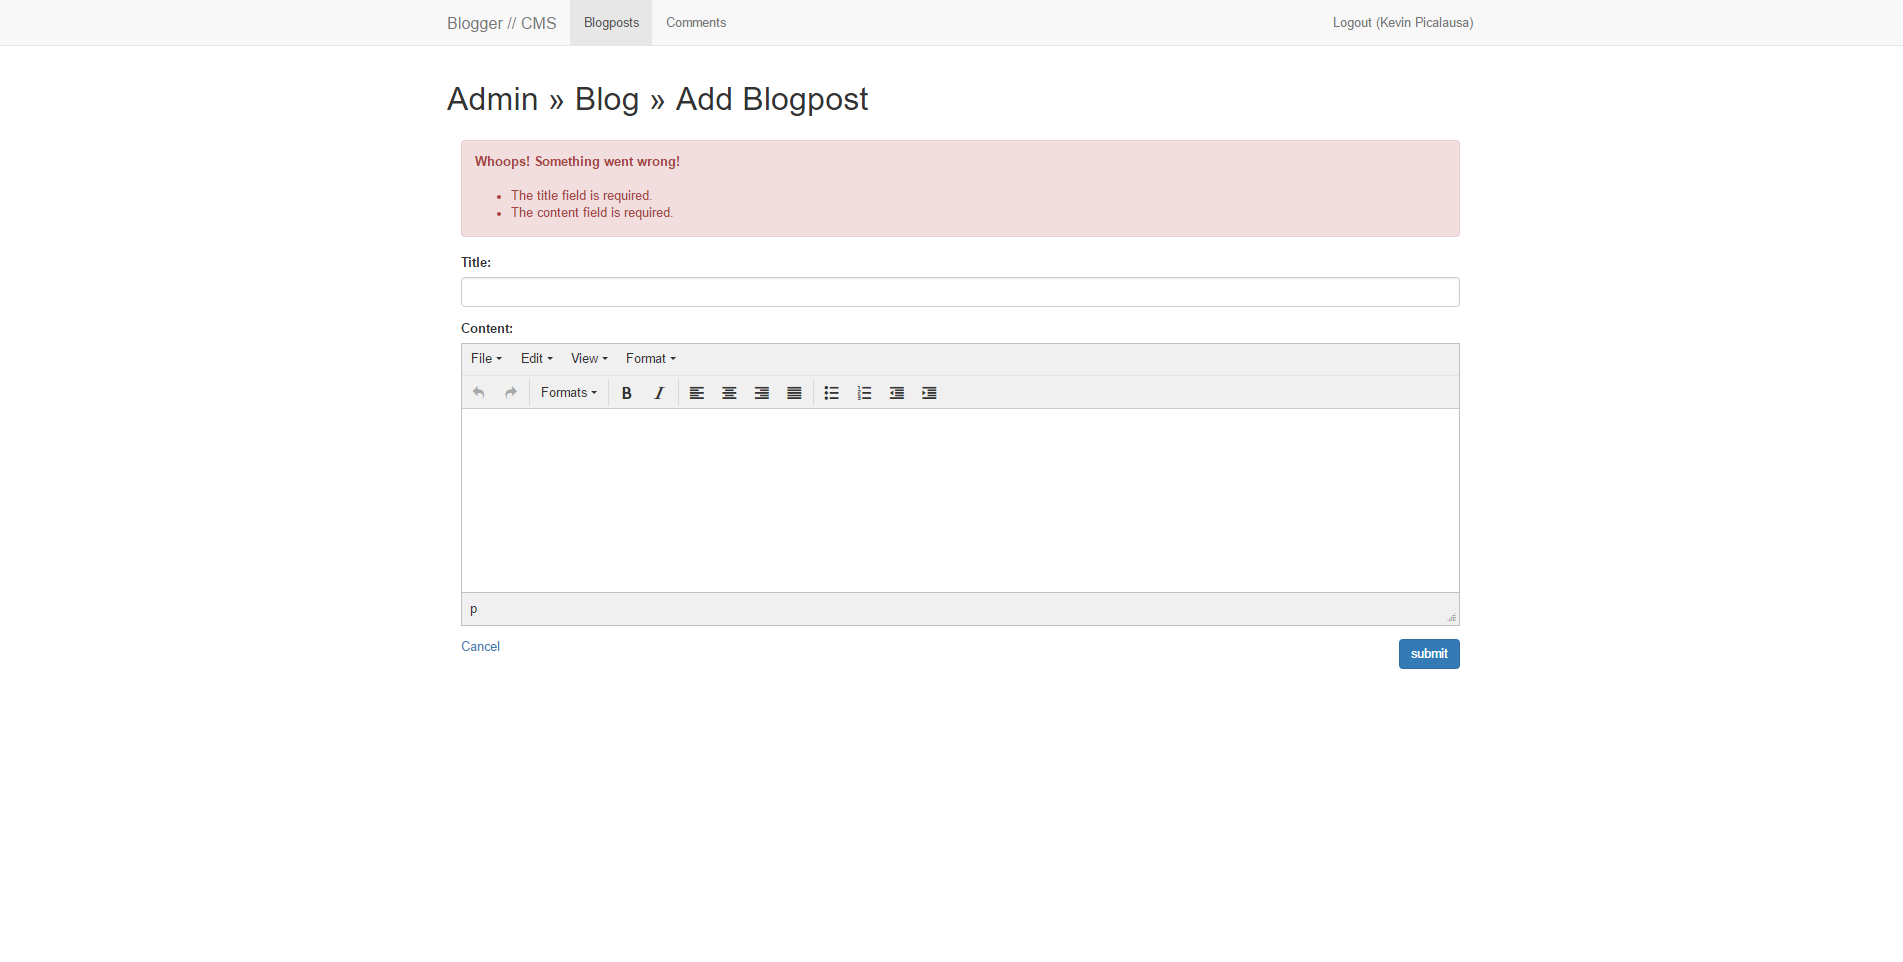 Blogger // CMS Blogposts Comments Logout (Kevin Picalausa)
Admin » Blog » Add Blogpost
Whoops! Something went wrong!
• The title field is required.
• The content field is required.
Title:
Content:
File Edit View Format
Formats B I
p
Cancel submit